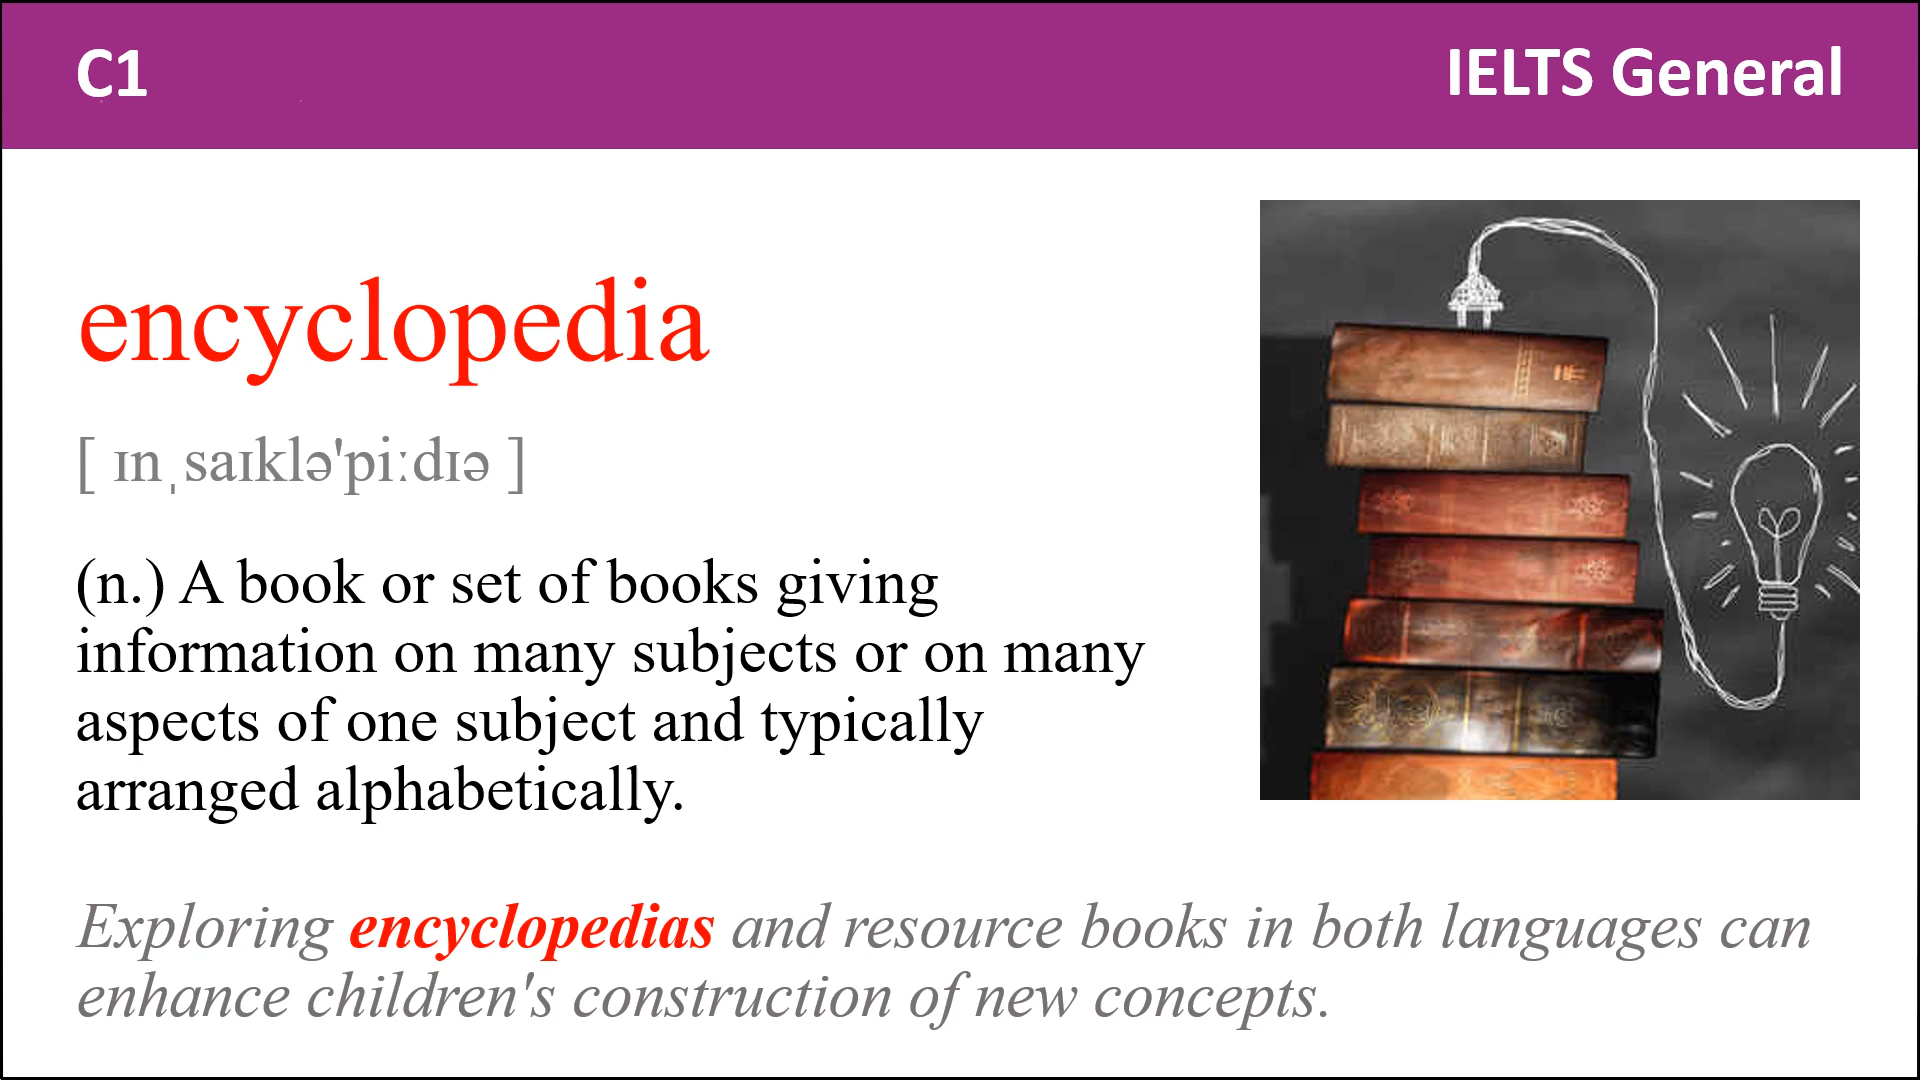 C1
IELTS General
encyclopedia
[ ɪnˌsaɪklə'piːdɪə ]
(n.) A book or set of books giving
information on many subjects or on many
aspects of one subject and typically
arranged alphabetically.
Exploring encyclopedias and resource books in both languages can
enhance children's construction of new concepts.